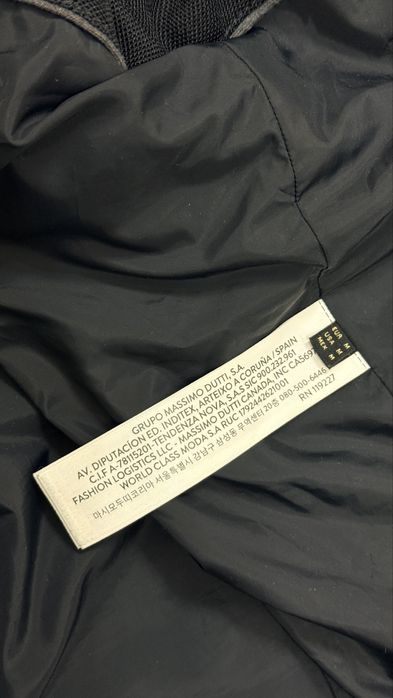 EUR M
USA M
MEX M
GRUPO MASSIMO DUTTI, S.A.
AV. DIPUTACIÓN ED. INDITEX, ARTEIXO A CORUÑA / SPAIN
C.I.F A-78115201-TENDENZA NOVA, S.A.S SIC 900.232.961
FASHION LOGISTICS LLC - MASSIMO DUTTI CANADA, INC CA569
WORLD CLASS MODA S.A RUC 1792442621001
마시모두띠코리아 서울특별시 강남구 삼성동 무역센터 20층 080-500-6446
RN 119227